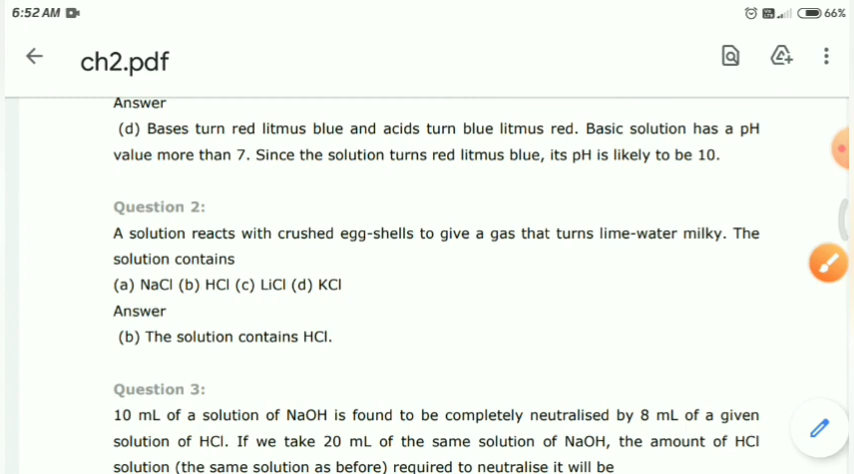 6:52 AM
66%
ch2.pdf
Answer
(d) Bases turn red litmus blue and acids turn blue litmus red. Basic solution has a pH
value more than 7. Since the solution turns red litmus blue, its pH is likely to be 10.
Question 2:
A solution reacts with crushed egg-shells to give a gas that turns lime-water milky. The
solution contains
(a) NaCl (b) HCl (c) LiCl (d) KCl
Answer
(b) The solution contains HCl.
Question 3:
10 mL of a solution of NaOH is found to be completely neutralised by 8 mL of a given
solution of HCl. If we take 20 mL of the same solution of NaOH, the amount of HCl
solution (the same solution as before) required to neutralise it will be